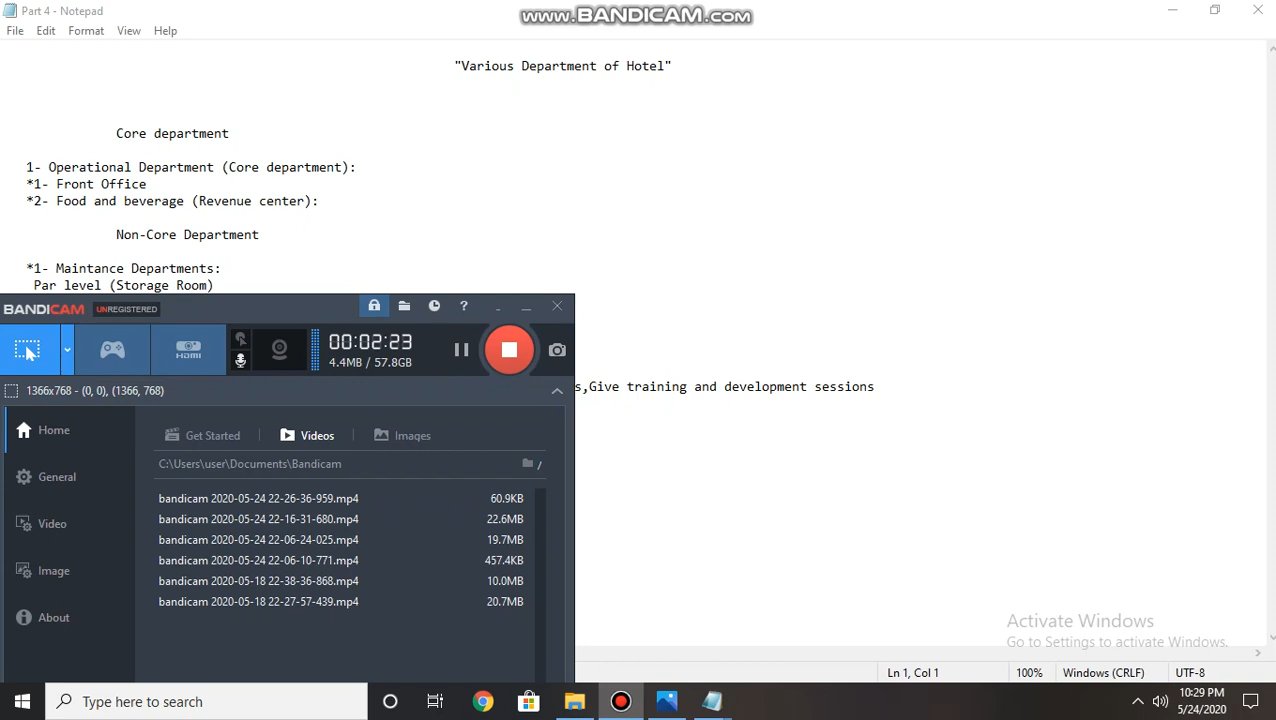 Part 4 - Notepad
www.BANDICAM.com
File Edit Format View Help
"Various Department of Hotel"
Core department
1- Operational Department (Core department):
*1- Front Office
*2- Food and beverage (Revenue center):
Non-Core Department
*1- Maintance Departments:
Par level (Storage Room)
BANDICAM UNREGISTERED
?
HDMI
00:02:23
4.4MB / 57.8GB
1366x768 - (0, 0), (1366, 768)
s,Give training and development sessions
Home
General
Video
Image
About
Get Started Videos Images
C:\Users\user\Documents\Bandicam
bandicam 2020-05-24 22-26-36-959.mp4 60.9KB
bandicam 2020-05-24 22-16-31-680.mp4 22.6MB
bandicam 2020-05-24 22-06-24-025.mp4 19.7MB
bandicam 2020-05-24 22-06-10-771.mp4 457.4KB
bandicam 2020-05-18 22-38-36-868.mp4 10.0MB
bandicam 2020-05-18 22-27-57-439.mp4 20.7MB
Activate Windows
Go to Settings to activate Windows.
Ln 1, Col 1 100% Windows (CRLF) UTF-8
Type here to search
10:29 PM
5/24/2020